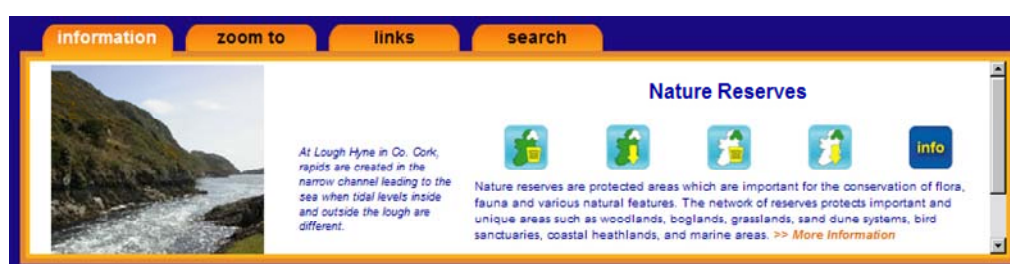 information
zoom to
links
search
Nature Reserves
info
At Lough Hyne in Co. Cork,
rapids are created in the
narrow channel leading to the
sea when tidal levels inside
and outside the lough are
different.
Nature reserves are protected areas which are important for the conservation of flora,
fauna and various natural features. The network of reserves protects important and
unique areas such as woodlands, boglands, grasslands, sand dune systems, bird
sanctuaries, coastal heathlands, and marine areas. >> More Information